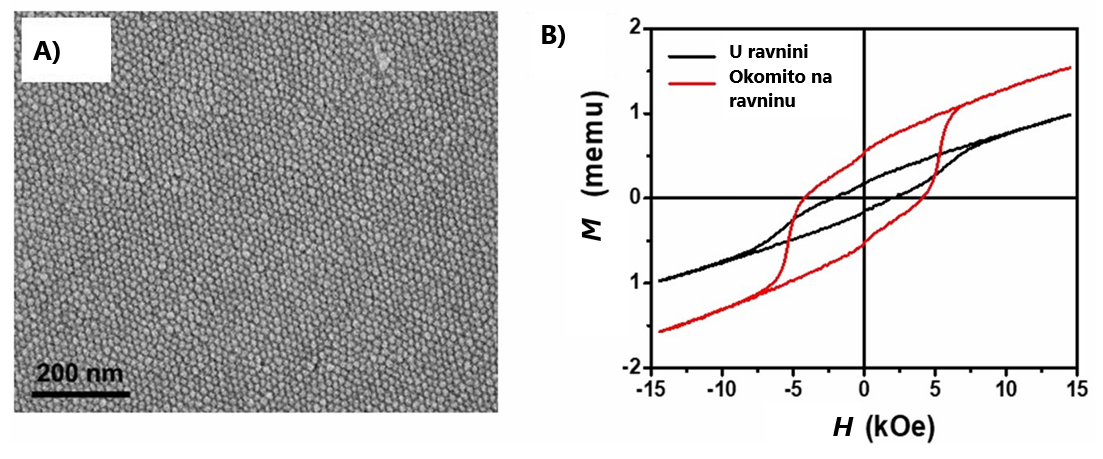 A)
200 nm
B)
U ravnini
Okomito na
ravninu
M (memu)
2
1
0
1
-2
-15
-10
-5
0
5
10
15
H (kOe)